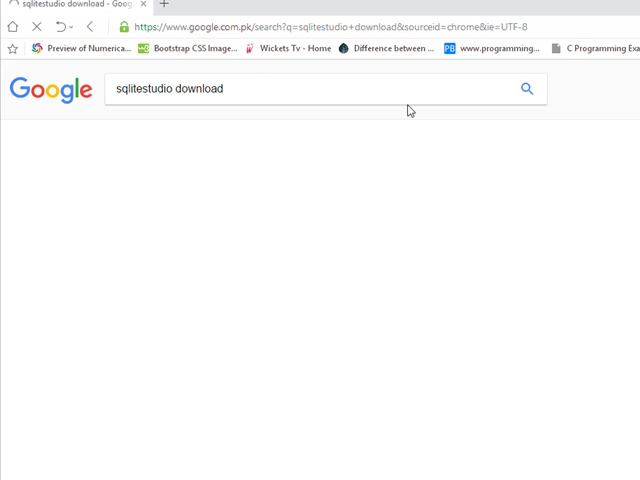 sqlitestudio download - Goog
https://www.google.com.pk/search?q=sqlitestudio+download&sourceid=chrome&ie=UTF-8
Preview of Numerica... Bootstrap CSS Image... Wickets Tv - Home Difference between ... PB www.programming... C Programming Exa
Google sqlitestudio download